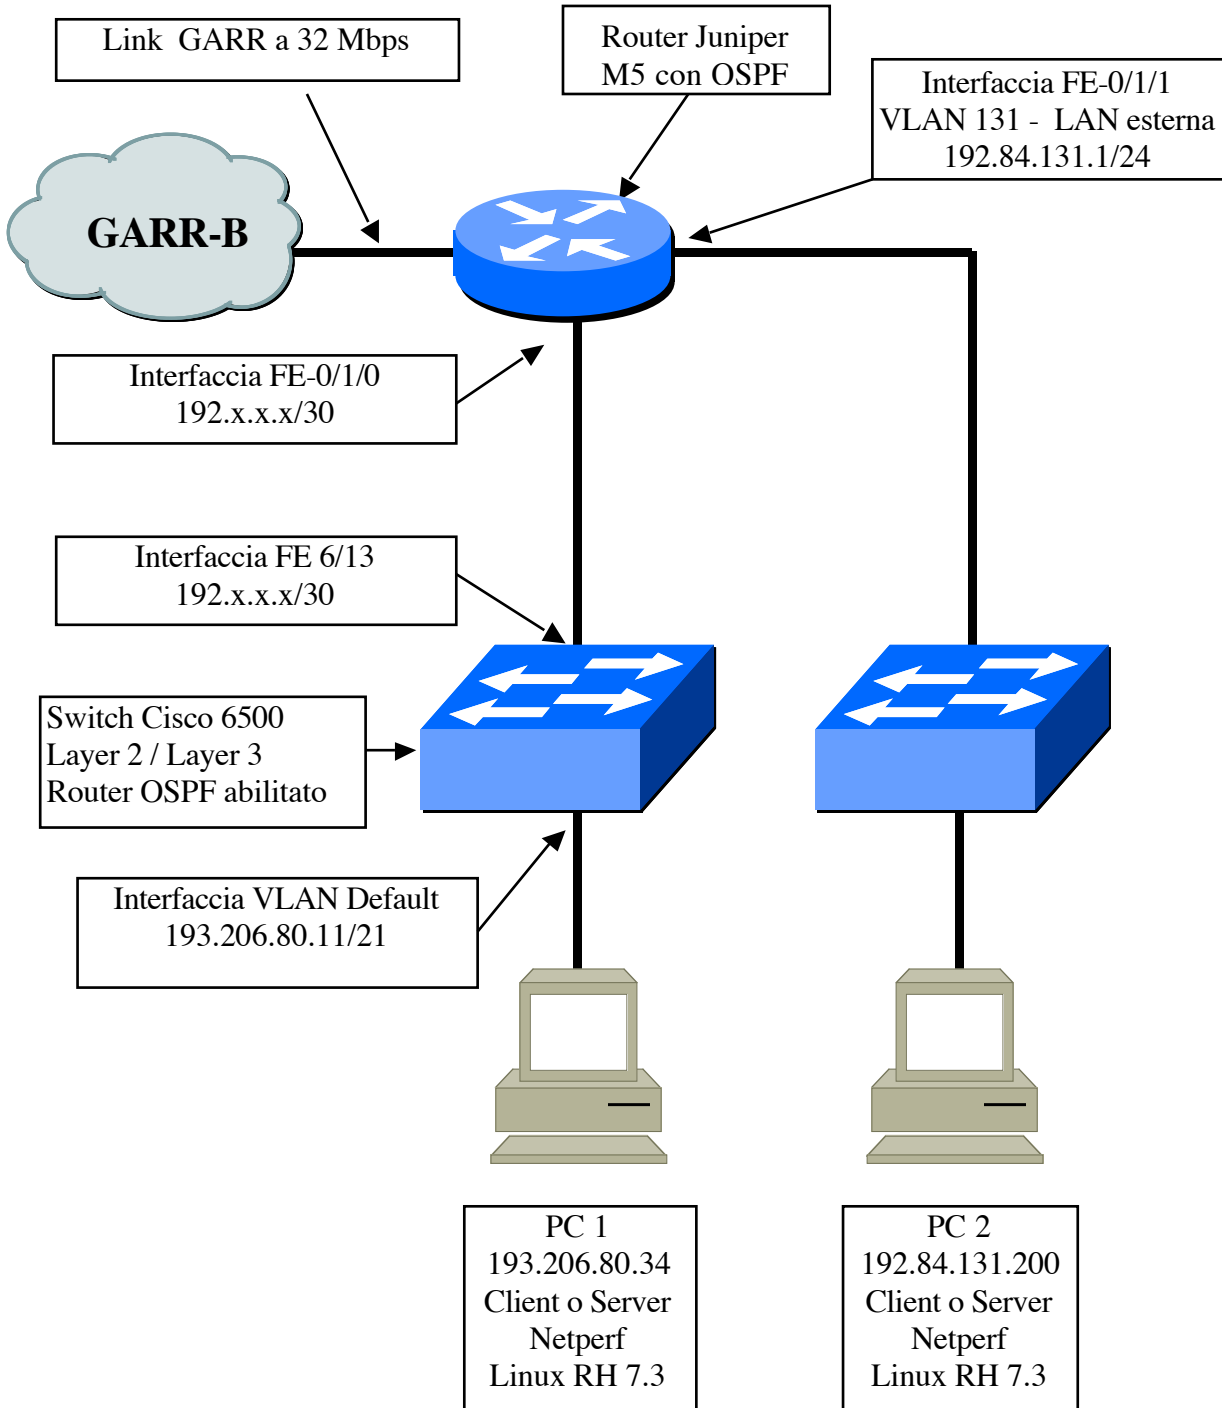 Link GARR a 32 Mbps
Router Juniper
M5 con OSPF
Interfaccia FE-0/1/1
VLAN 131 - LAN esterna
192.84.131.1/24
GARR-B
Interfaccia FE-0/1/0
192.x.x.x/30
Interfaccia FE 6/13
192.x.x.x/30
Switch Cisco 6500
Layer 2 / Layer 3
Router OSPF abilitato
Interfaccia VLAN Default
193.206.80.11/21
PC 1
193.206.80.34
Client o Server
Netperf
Linux RH 7.3
PC 2
192.84.131.200
Client o Server
Netperf
Linux RH 7.3